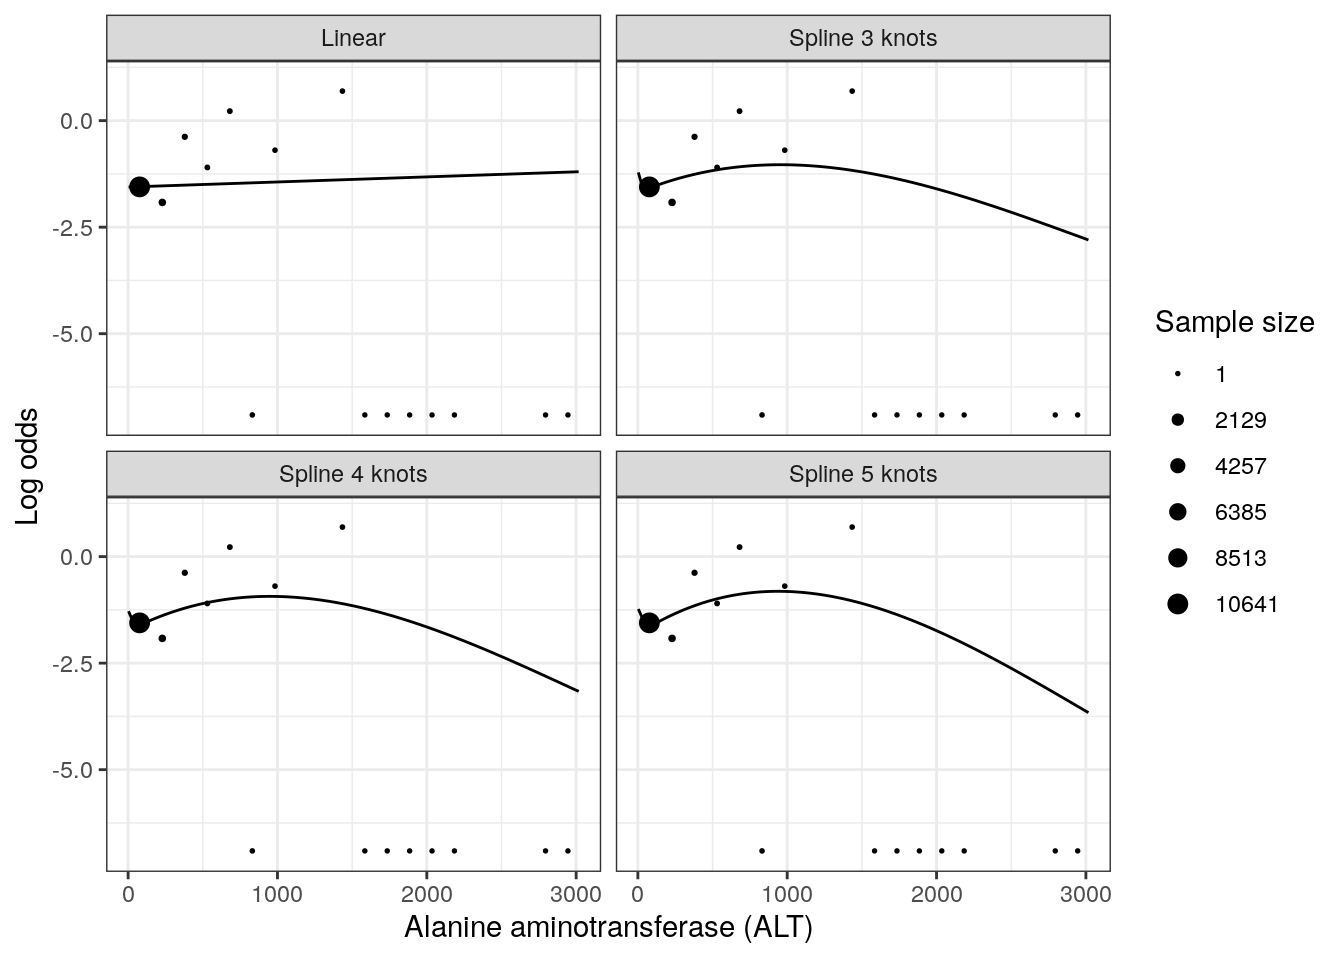 Linear
Spline 3 knots
0.0
-2.5
-5.0
Spline 4 knots
Spline 5 knots
0.0
-2.5
-5.0
0
1000
2000
3000
0
1000
2000
3000
Log odds
Alanine aminotransferase (ALT)
Sample size
1
2129
4257
6385
8513
10641